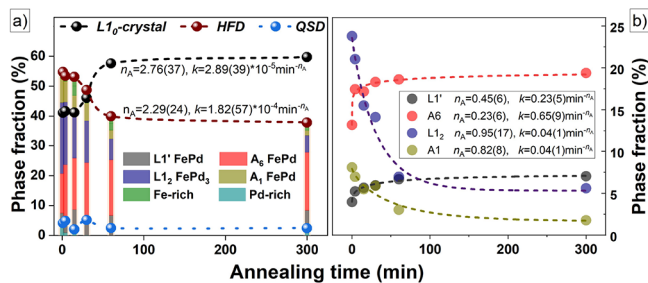 a)
L1₀-crystal HFD QSD
Phase fraction (%)
60
50
40
30
20
10
0
n_A=2.76(37), k=2.89(39)*10⁻⁵min^-n_A
n_A=2.29(24), k=1.82(57)*10⁻⁴min^-n_A
L1' FePd A₆ FePd
L1₂ FePd₃ A₁ FePd
Fe-rich Pd-rich
0 100 200 300
b)
L1' n_A=0.45(6), k=0.23(5)min^-n_A
A6 n_A=0.23(6), k=0.65(9)min^-n_A
L1₂ n_A=0.95(17), k=0.04(1)min^-n_A
A1 n_A=0.82(8), k=0.04(1)min^-n_A
0 100 200 300
25
20
15
10
5
0
Phase fraction (%)
Annealing time (min) Annealing time (min)